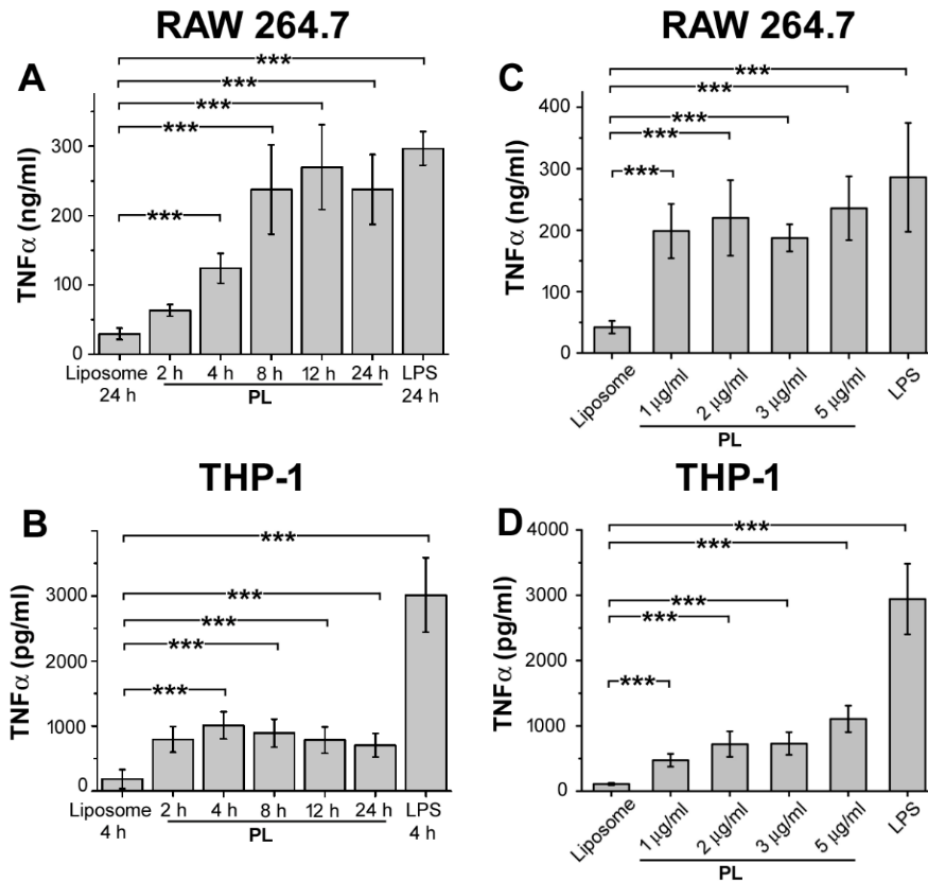 RAW 264.7
A
***
***
***
***
***
TNFα (ng/ml)
300
200
100
0
Liposome 2 h 4 h 8 h 12 h 24 h LPS
24 h PL 24 h
RAW 264.7
C
***
***
***
***
***
TNFα (ng/ml)
400
300
200
100
0
Liposome 1 μg/ml 2 μg/ml 3 μg/ml 5 μg/ml LPS
PL
THP-1
B
***
***
***
***
***
TNFα (pg/ml)
3000
2000
1000
0
Liposome 2 h 4 h 8 h 12 h 24 h LPS
4 h PL 4 h
THP-1
D
***
***
***
***
***
TNFα (pg/ml)
4000
3000
2000
1000
0
Liposome 1 μg/ml 2 μg/ml 3 μg/ml 5 μg/ml LPS
PL